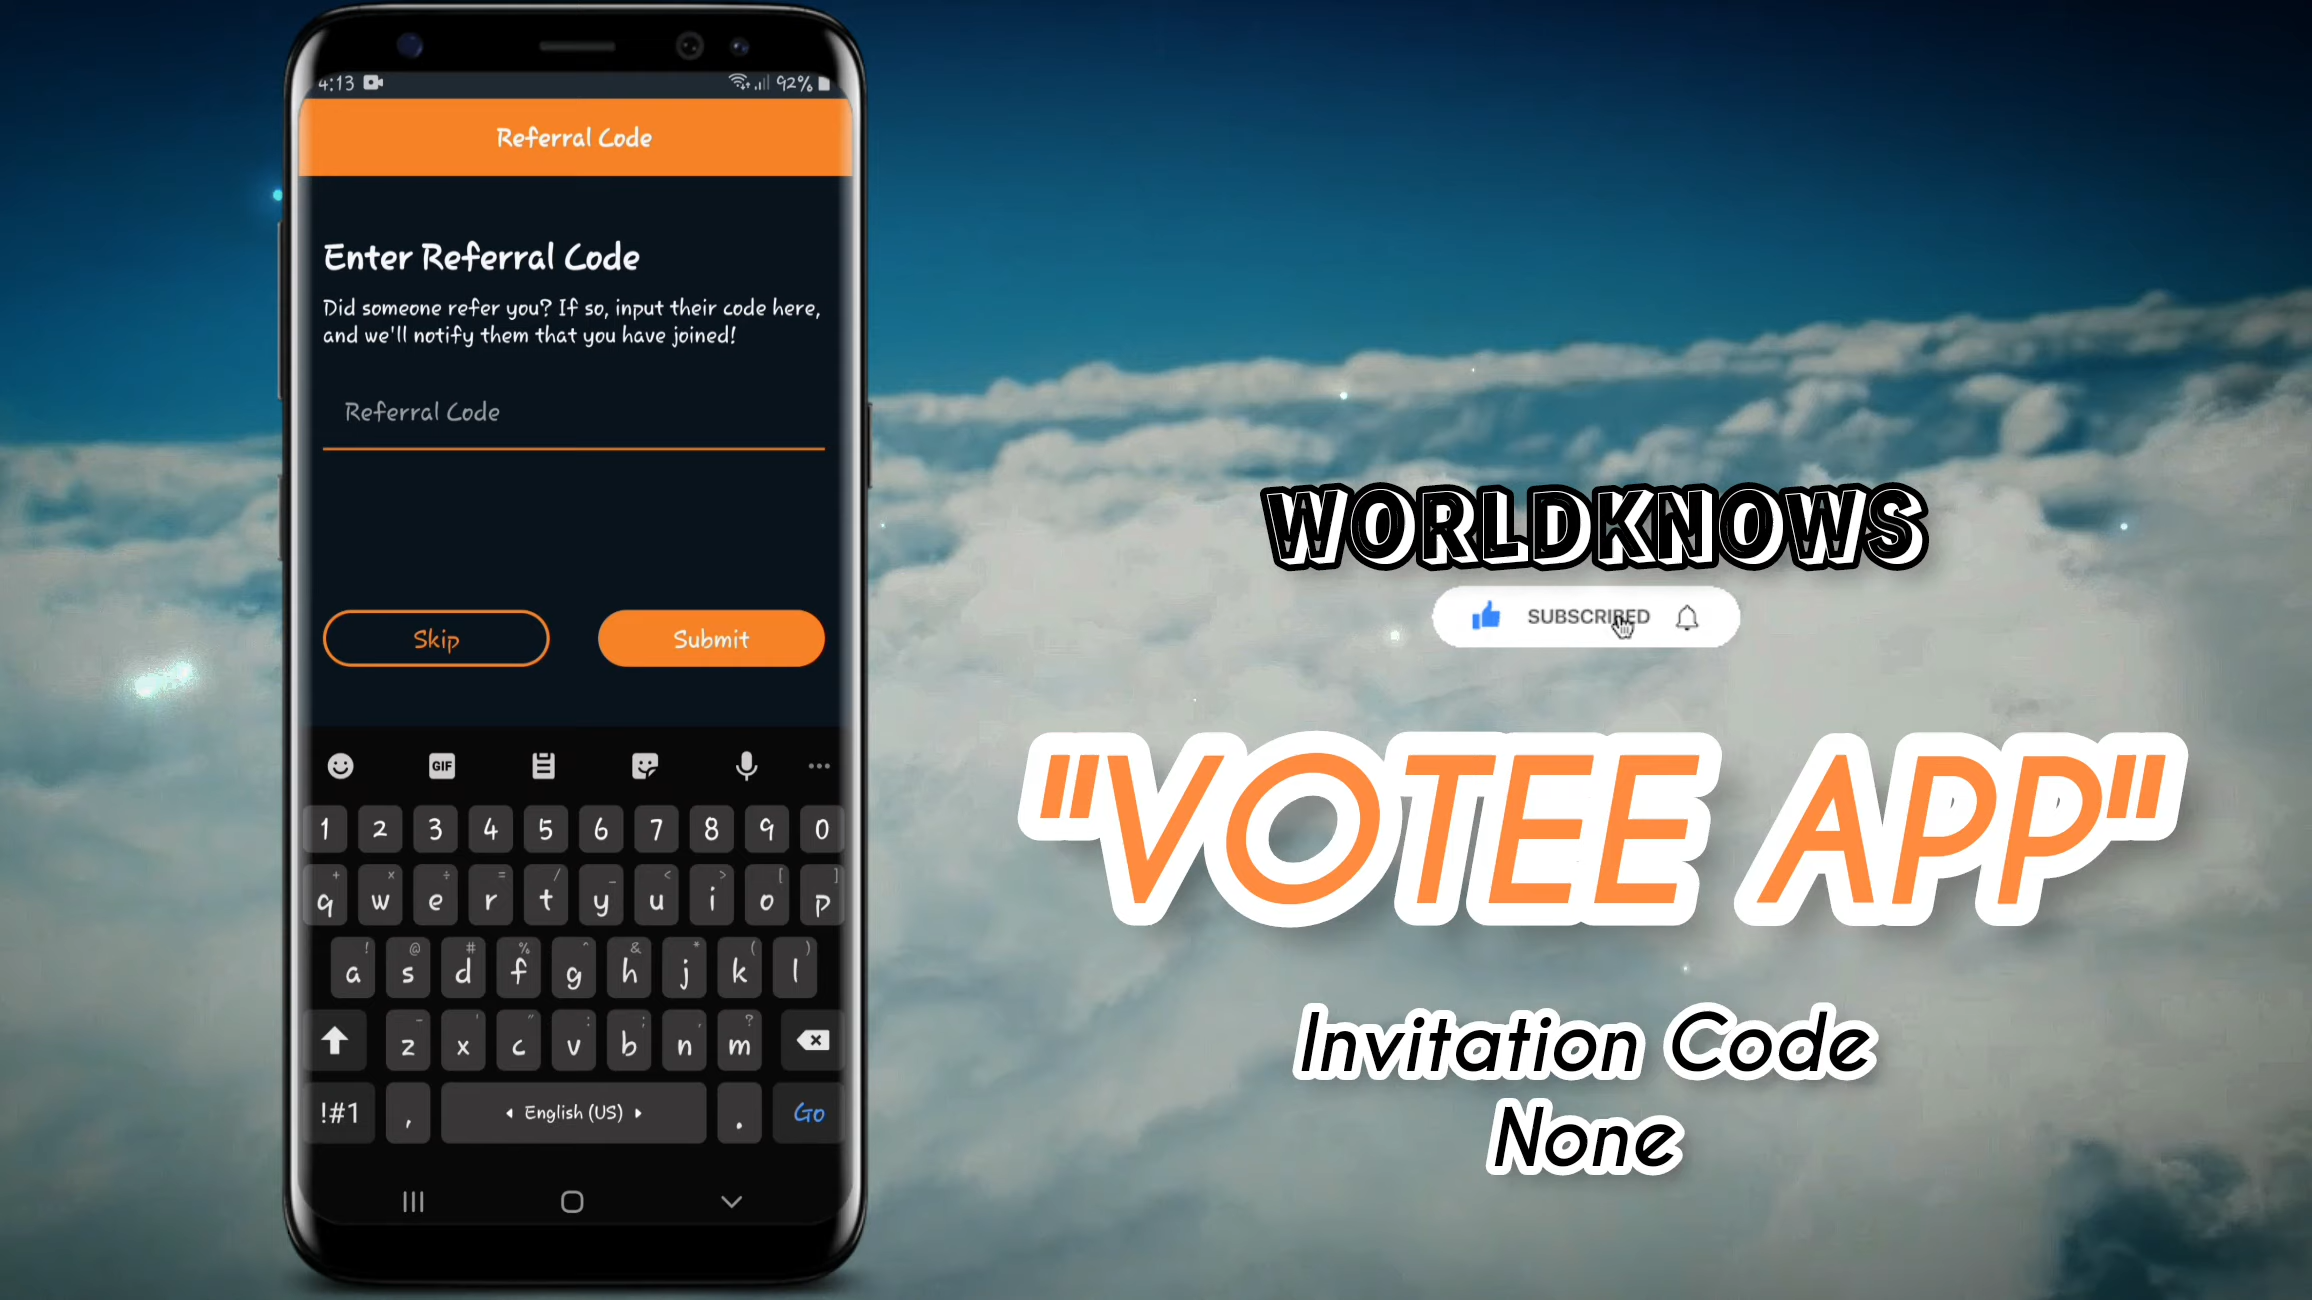 4:13
92%
Referral Code
Enter Referral Code
Did someone refer you? If so, input their code here,
and we'll notify them that you have joined!
Referral Code
Skip
Submit
GIF
1 2 3 4 5 6 7 8 9 0
+ × ÷ = / _ < > [ ]
q w e r t y u i o p
! @ # % ^ & * ( )
a s d f g h j k l
- ' " : ; , ?
z x c v b n m
!#1 , English (US) . Go
WORLDKNOWS
SUBSCRIBED
"VOTEE APP"
Invitation Code
None